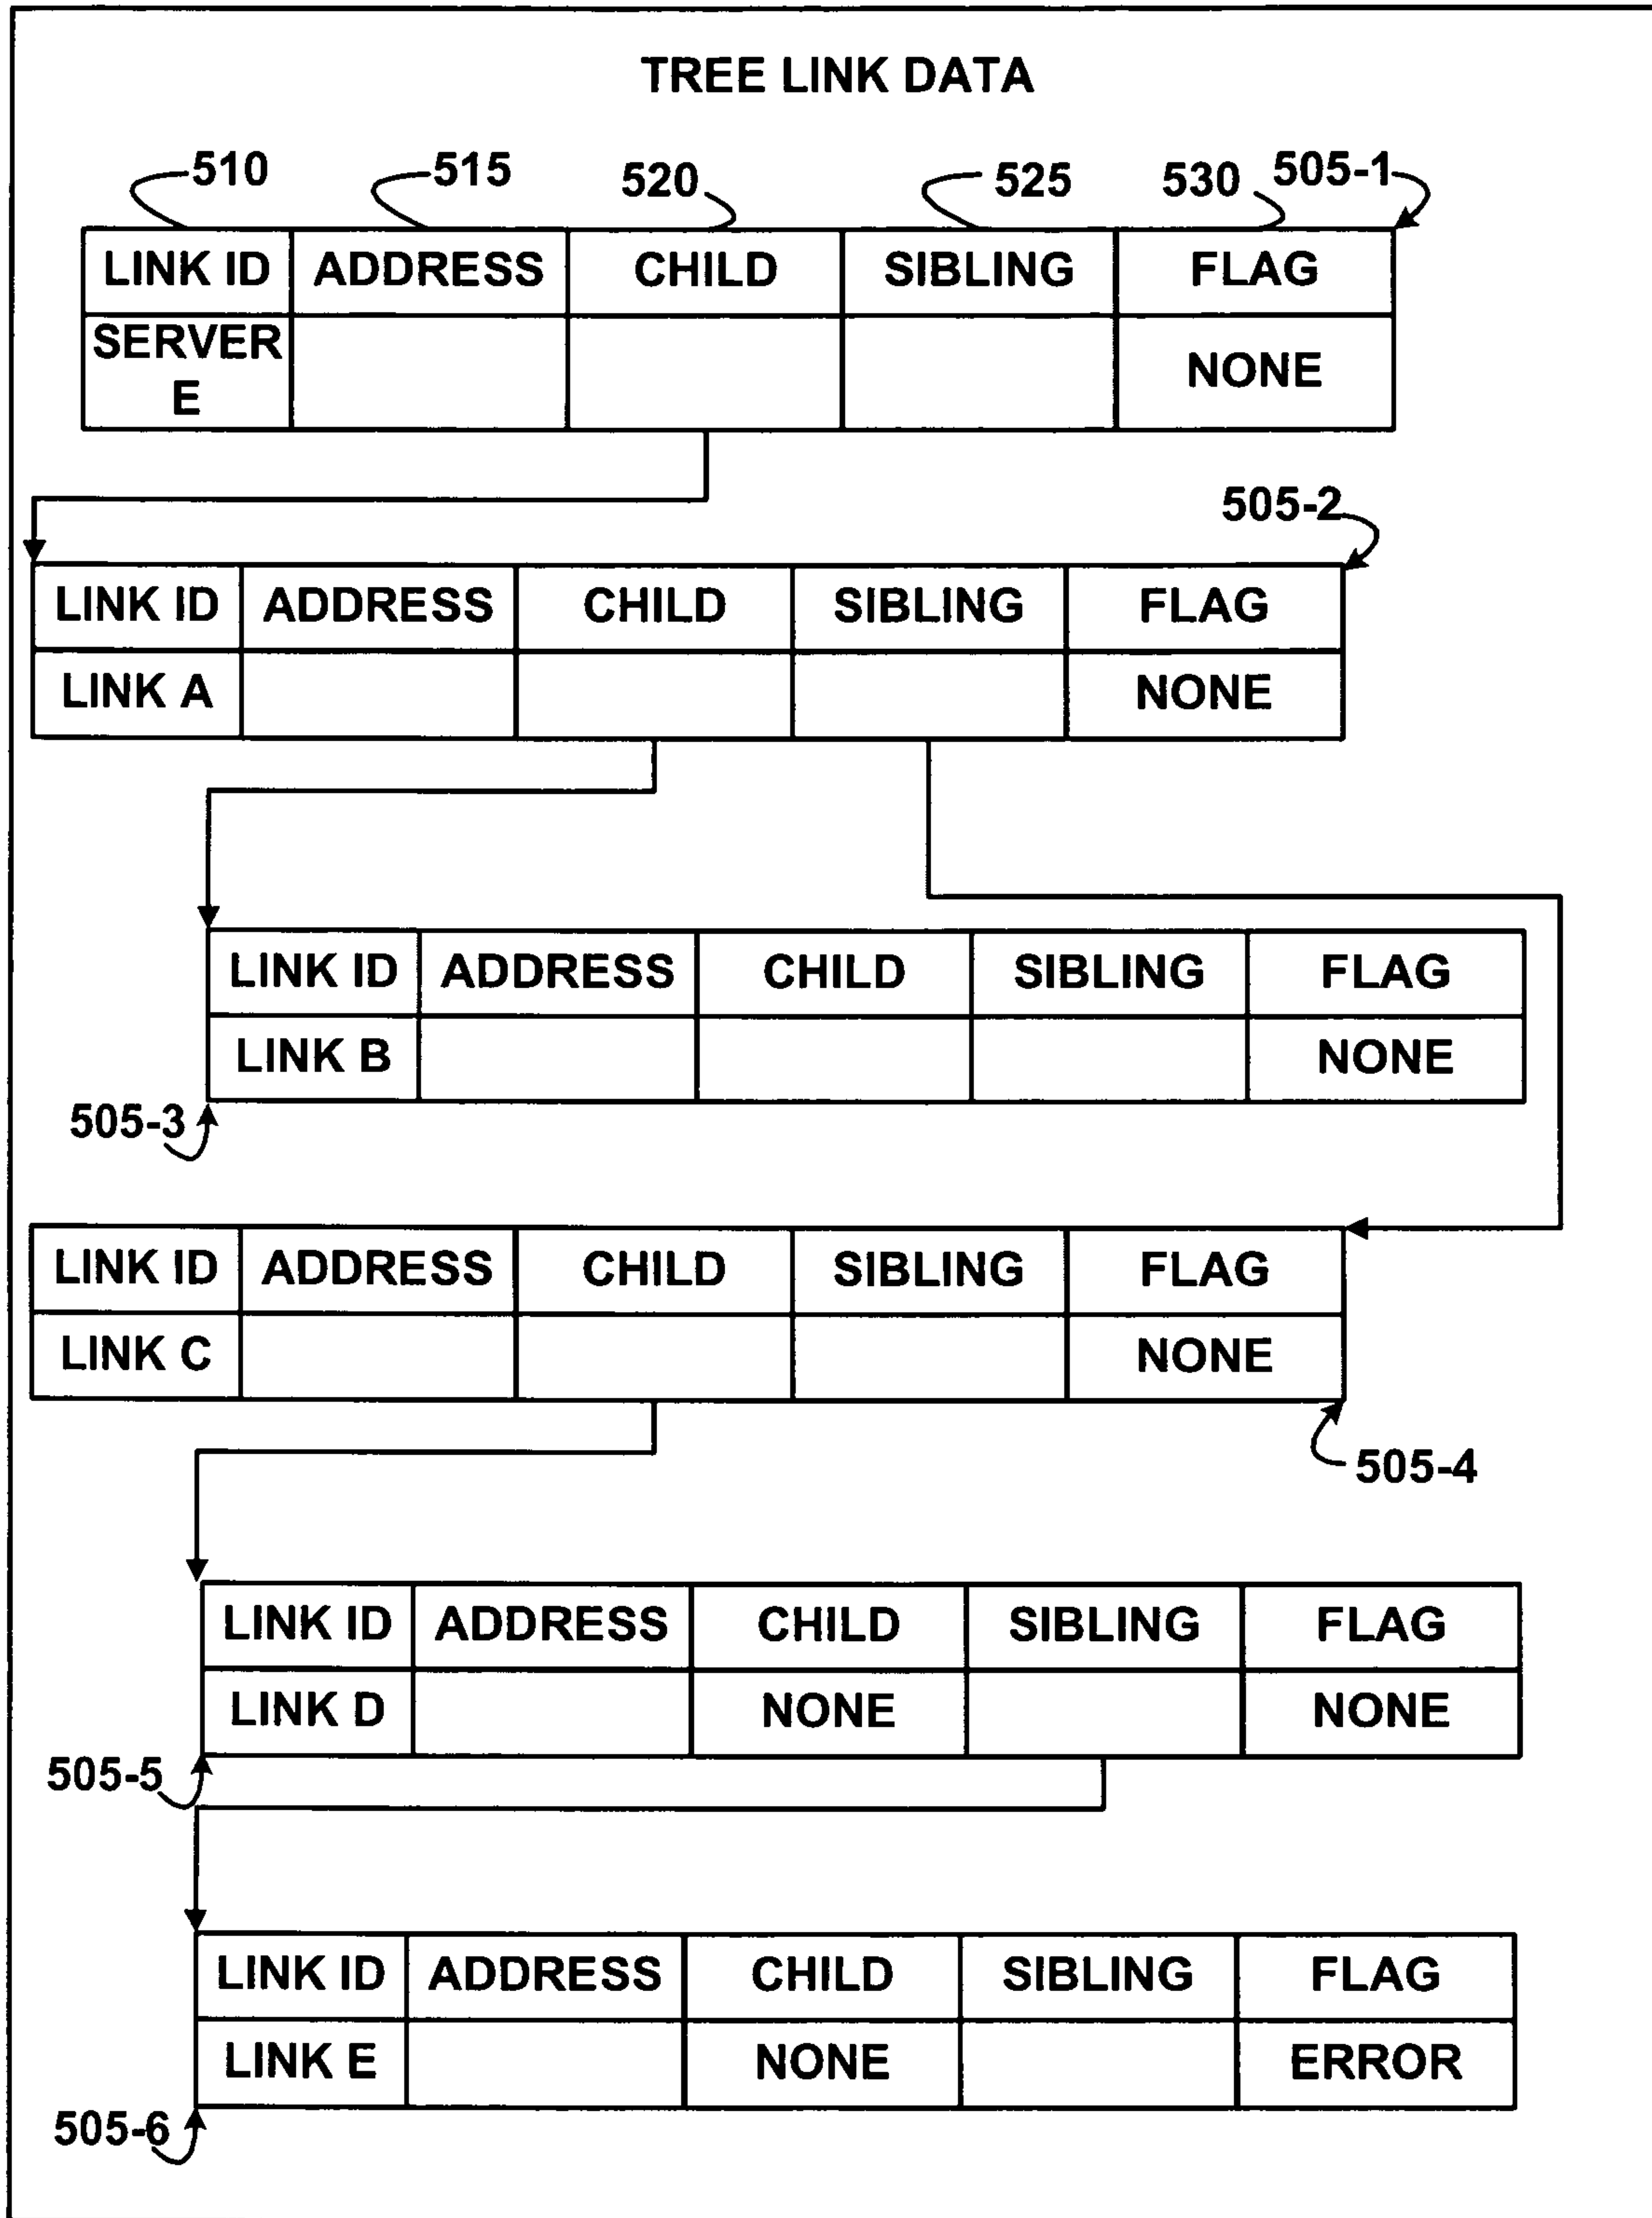 TREE LINK DATA
510 515 520 525 530 505-1
LINK ID ADDRESS CHILD SIBLING FLAG
SERVER E NONE
505-2
LINK ID ADDRESS CHILD SIBLING FLAG
LINK A NONE
LINK ID ADDRESS CHILD SIBLING FLAG
LINK B NONE
505-3
LINK ID ADDRESS CHILD SIBLING FLAG
LINK C NONE
505-4
LINK ID ADDRESS CHILD SIBLING FLAG
LINK D NONE NONE
505-5
LINK ID ADDRESS CHILD SIBLING FLAG
LINK E NONE ERROR
505-6